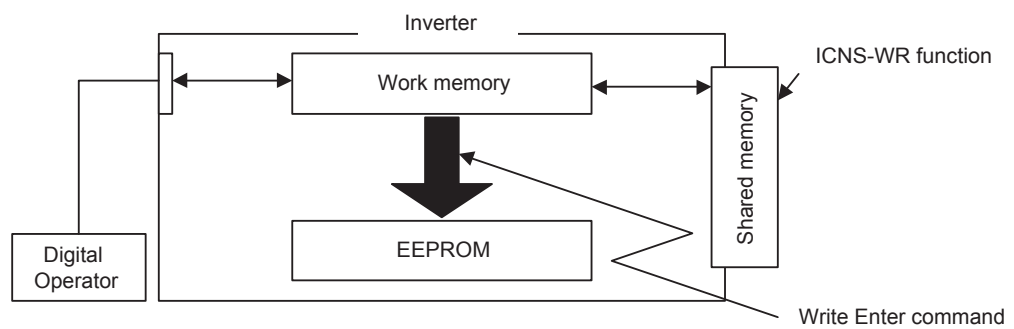 Inverter
ICNS-WR function
Work memory
Shared memory
EEPROM
Digital
Operator
Write Enter command